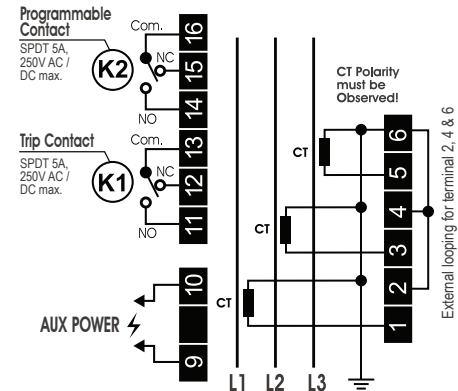 Programmable
Contact
SPDT 5A,
250V AC /
DC max.
K2
Com.
NC
NO
16
15
14
Trip Contact
SPDT 5A,
250V AC /
DC max.
K1
Com.
NC
NO
13
12
11
AUX POWER
10
9
CT Polarity
must be
Observed!
CT
CT
CT
6
5
4
3
2
1
External looping for terminal 2, 4 & 6
L1 L2 L3